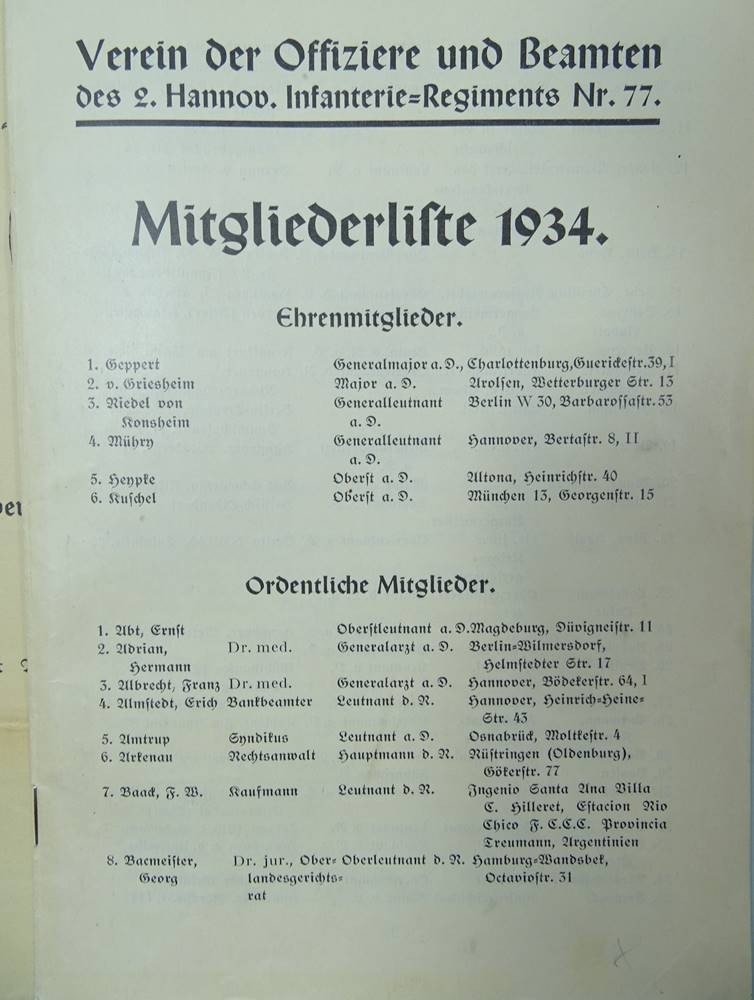 Verein der Offiziere und Beamten
des 2. Hannov. Infanterie=Regiments Nr. 77.
Mitgliederliste 1934.
Ehrenmitglieder.
1. Geppert Generalmajor a. D., Charlottenburg, Guerickestr. 39, I
2. v. Griesheim Major a. D. Arolsen, Wetterburger Str. 13
3. Riedel von Generalleutnant Berlin W 30, Barbarossastr. 53
Konsheim a. D.
4. Mühry Generalleutnant Hannover, Bertastr. 8, II
a. D.
5. Heypke Oberst a. D. Altona, Heinrichstr. 40
6. Kuschel Oberst a. D. München 13, Georgenstr. 15
Ordentliche Mitglieder.
1. Abt, Ernst Oberstleutnant a. D. Magdeburg, Düvigneistr. 11
2. Adrian, Dr. med. Generalarzt a. D. Berlin=Wilmersdorf,
Hermann Helmstedter Str. 17
3. Albrecht, Franz Dr. med. Generalarzt a. D. Hannover, Bödekerstr. 64, I
4. Almstedt, Erich Bankbeamter Leutnant d. R. Hannover, Heinrich=Heine=
Str. 43
5. Amtrup Syndikus Leutnant a. D. Osnabrück, Moltkestr. 4
6. Arkenau Rechtsanwalt Hauptmann d. R. Rüstringen (Oldenburg),
Gökerstr. 77
7. Baack, F. W. Kaufmann Leutnant d. R. Ingenio Santa Ana Villa
C. Hilleret, Estacion Rio
Chico F. C. C. C. Provincia
Treumann, Argentinien
8. Bacmeister, Dr. jur., Ober= Oberleutnant d. R. Hamburg=Wandsbek,
Georg landesgerichts= Octaviostr. 31
rat